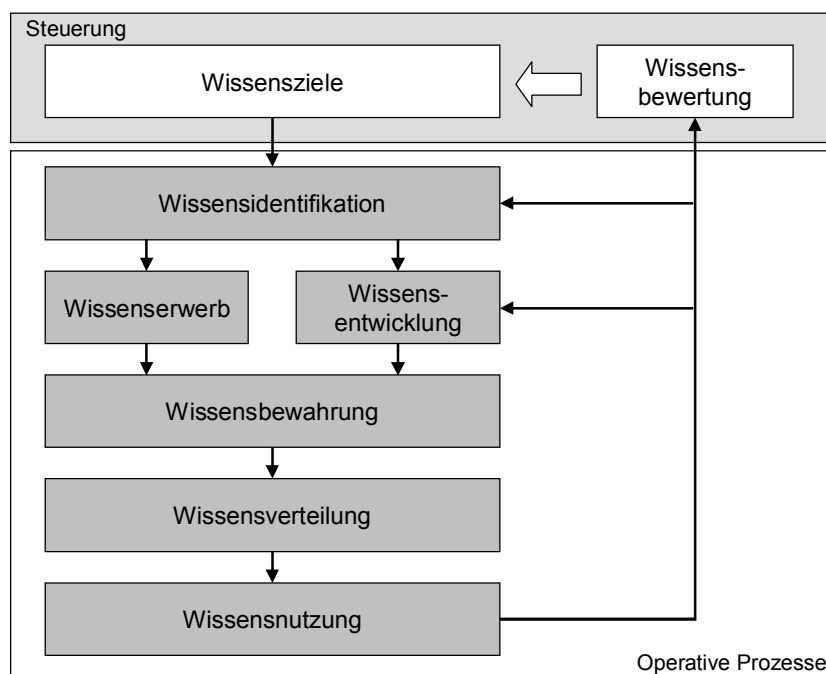 Steuerung
Wissensziele
Wissens-
bewertung
Wissensidentifikation
Wissenserwerb
Wissens-
entwicklung
Wissensbewahrung
Wissensverteilung
Wissensnutzung
Operative Prozesse